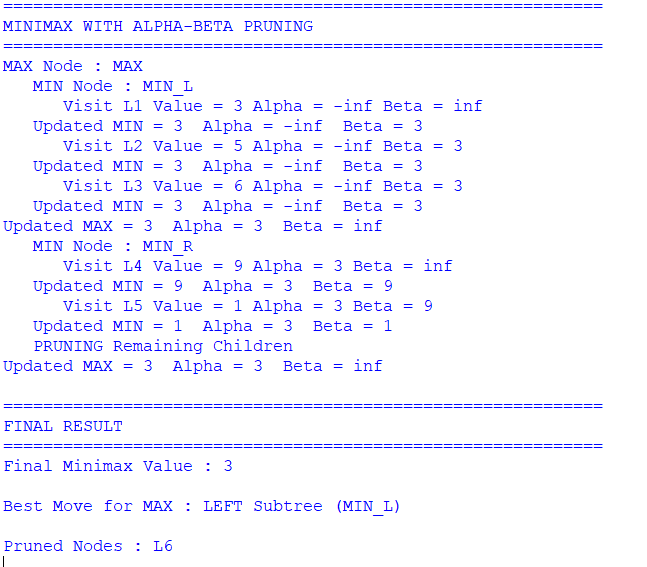 ============================================================
MINIMAX WITH ALPHA-BETA PRUNING
============================================================
MAX Node : MAX
   MIN Node : MIN_L
      Visit L1 Value = 3 Alpha = -inf Beta = inf
   Updated MIN = 3  Alpha = -inf  Beta = 3
      Visit L2 Value = 5 Alpha = -inf Beta = 3
   Updated MIN = 3  Alpha = -inf  Beta = 3
      Visit L3 Value = 6 Alpha = -inf Beta = 3
   Updated MIN = 3  Alpha = -inf  Beta = 3
Updated MAX = 3  Alpha = 3  Beta = inf
   MIN Node : MIN_R
      Visit L4 Value = 9 Alpha = 3 Beta = inf
   Updated MIN = 9  Alpha = 3  Beta = 9
      Visit L5 Value = 1 Alpha = 3 Beta = 9
   Updated MIN = 1  Alpha = 3  Beta = 1
   PRUNING Remaining Children
Updated MAX = 3  Alpha = 3  Beta = inf
============================================================
FINAL RESULT
============================================================
Final Minimax Value : 3
Best Move for MAX : LEFT Subtree (MIN_L)
Pruned Nodes : L6